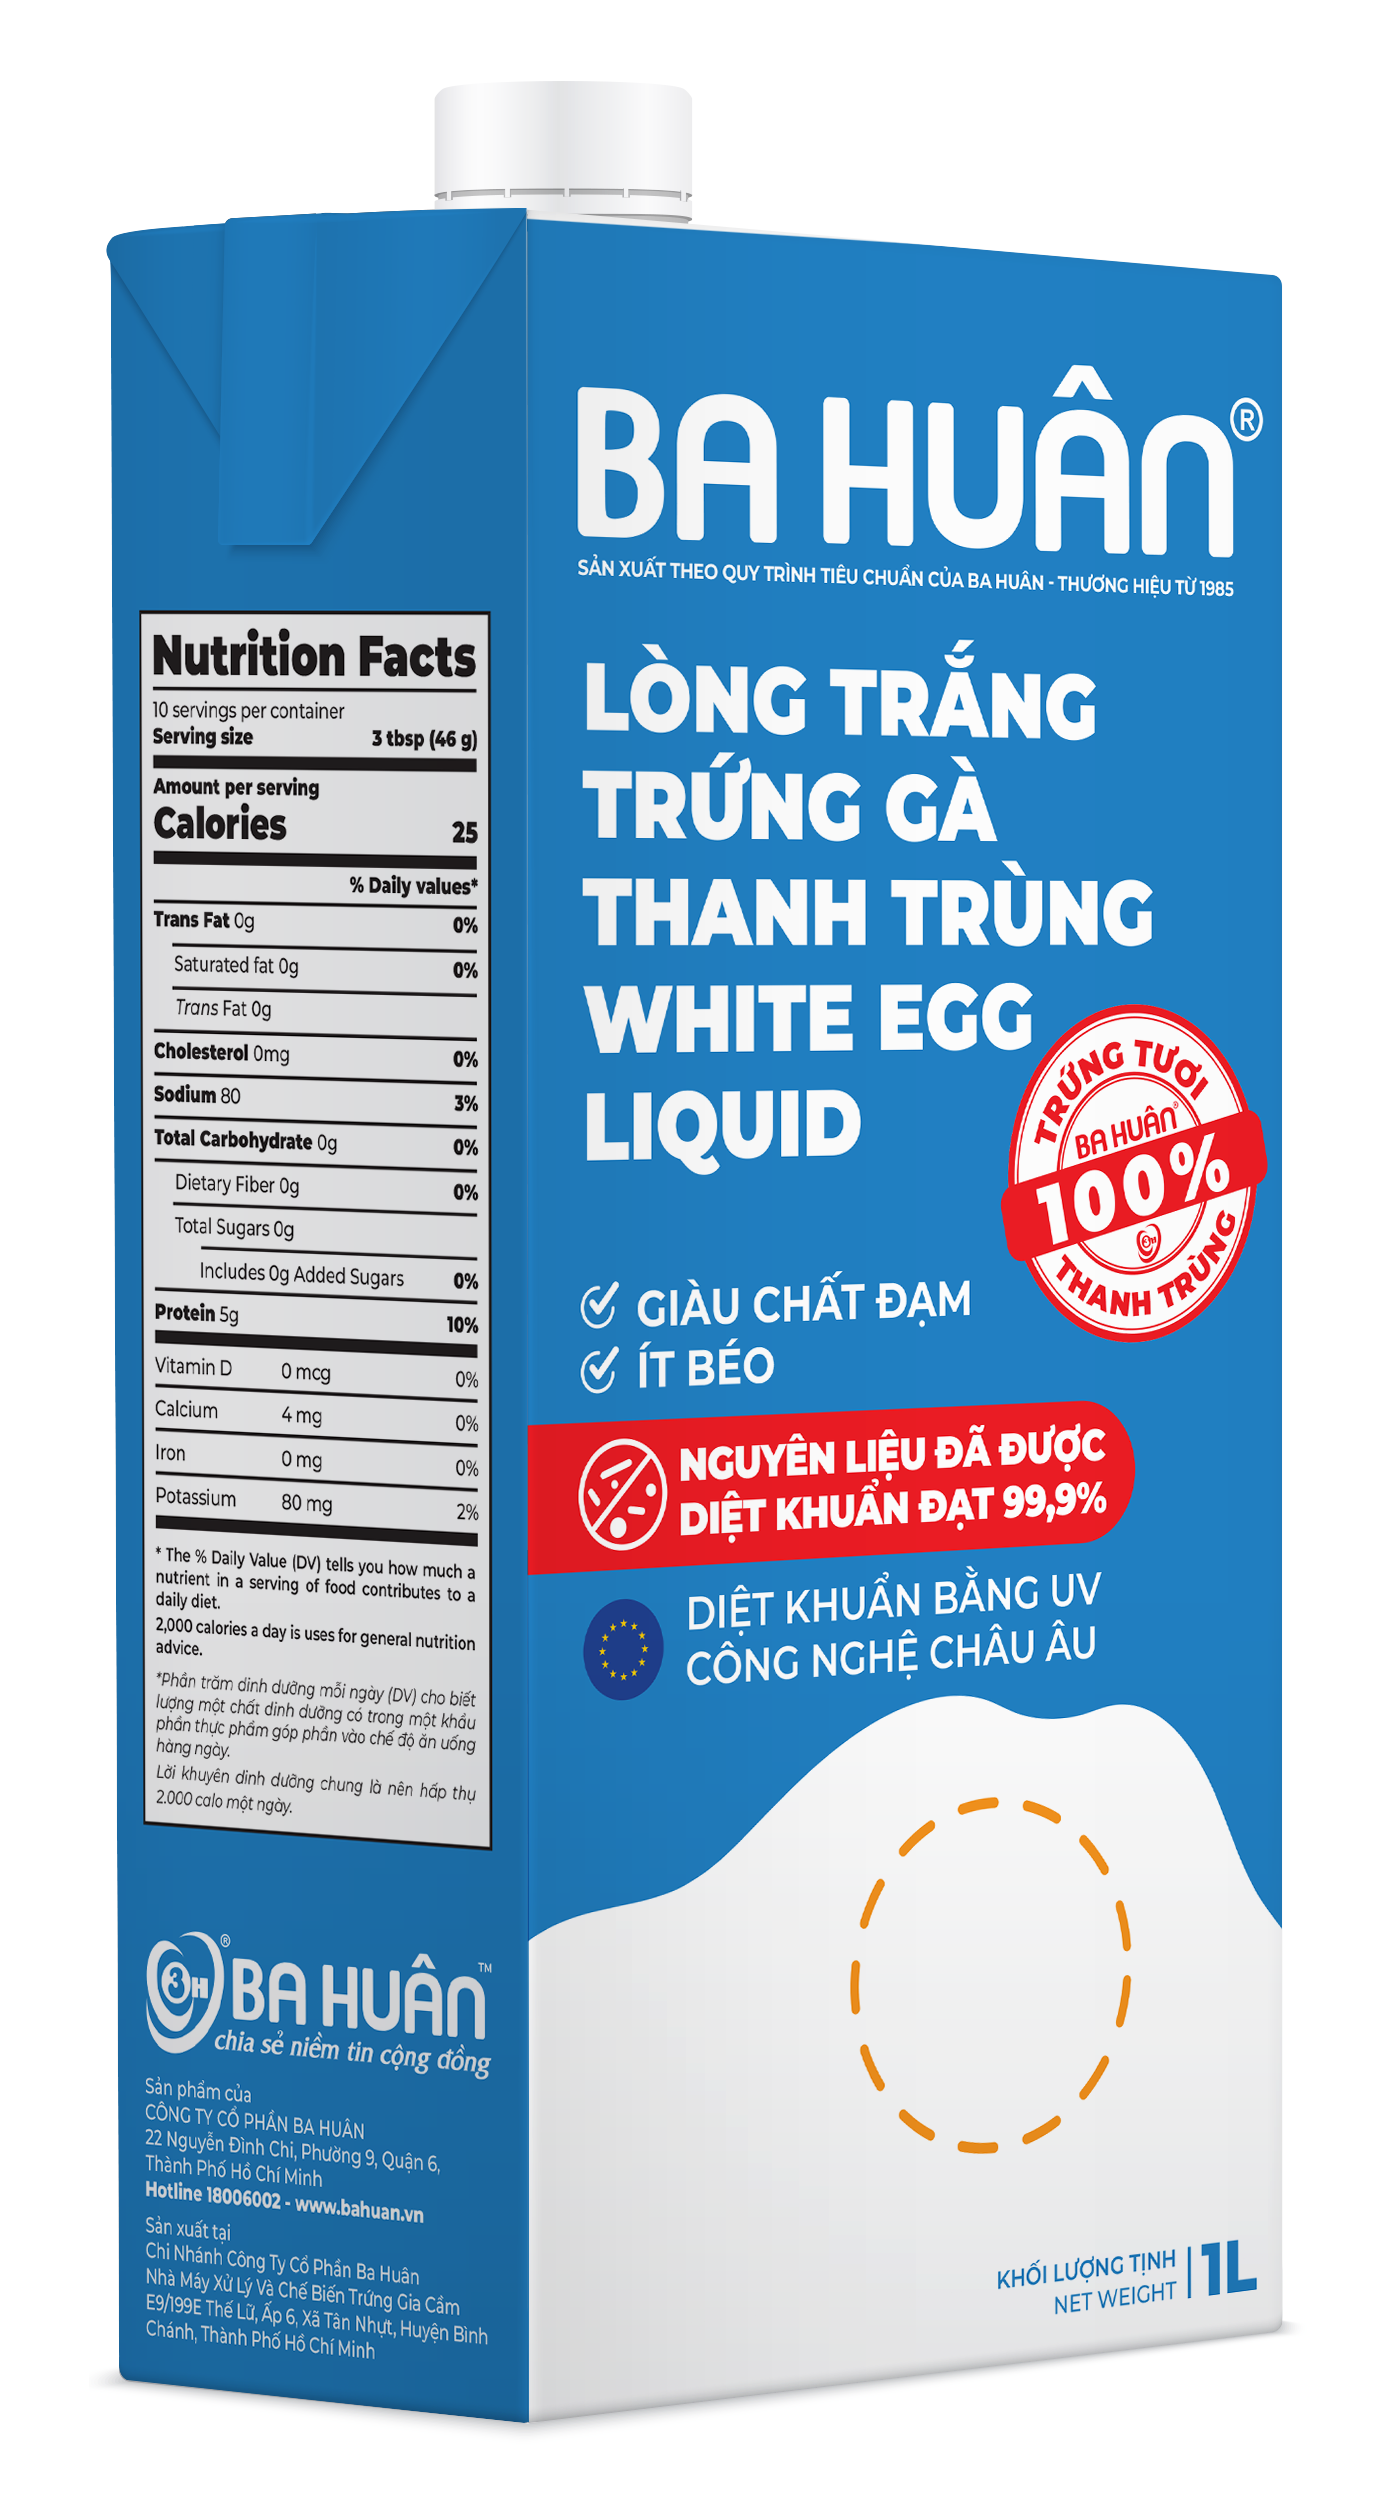 BA HUÂN®
SẢN XUẤT THEO QUY TRÌNH TIÊU CHUẨN CỦA BA HUÂN - THƯƠNG HIỆU TỪ 1985
LÒNG TRẮNG
TRỨNG GÀ
THANH TRÙNG
WHITE EGG
LIQUID
TRỨNG TƯƠI
BA HUÂN®
100%
3H
THANH TRÙNG
GIÀU CHẤT ĐẠM
ÍT BÉO
NGUYÊN LIỆU ĐÃ ĐƯỢC
DIỆT KHUẨN ĐẠT 99,9%
DIỆT KHUẨN BẰNG UV
CÔNG NGHỆ CHÂU ÂU
KHỐI LƯỢNG TỊNH
NET WEIGHT
1L
Nutrition Facts
10 servings per container
Serving size 3 tbsp (46 g)
Amount per serving
Calories 25
% Daily values*
Trans Fat 0g 0%
Saturated fat 0g 0%
Trans Fat 0g
Cholesterol 0mg 0%
Sodium 80 3%
Total Carbohydrate 0g 0%
Dietary Fiber 0g 0%
Total Sugars 0g
Includes 0g Added Sugars 0%
Protein 5g 10%
Vitamin D 0 mcg 0%
Calcium 4 mg 0%
Iron 0 mg 0%
Potassium 80 mg 2%
* The % Daily Value (DV) tells you how much a
nutrient in a serving of food contributes to a
daily diet.
2,000 calories a day is uses for general nutrition
advice.
*Phần trăm dinh dưỡng mỗi ngày (DV) cho biết
lượng một chất dinh dưỡng có trong một khẩu
phần thực phẩm góp phần vào chế độ ăn uống
hàng ngày.
Lời khuyên dinh dưỡng chung là nên hấp thụ
2.000 calo một ngày.
3H ® BA HUÂN™
chia sẻ niềm tin cộng đồng
Sản phẩm của
CÔNG TY CỔ PHẦN BA HUÂN
22 Nguyễn Đình Chi, Phường 9, Quận 6,
Thành Phố Hồ Chí Minh
Hotline 18006002 - www.bahuan.vn
Sản xuất tại
Chi Nhánh Công Ty Cổ Phần Ba Huân
Nhà Máy Xử Lý Và Chế Biến Trứng Gia Cầm
E9/199E Thế Lữ, Ấp 6, Xã Tân Nhựt, Huyện Bình
Chánh, Thành Phố Hồ Chí Minh